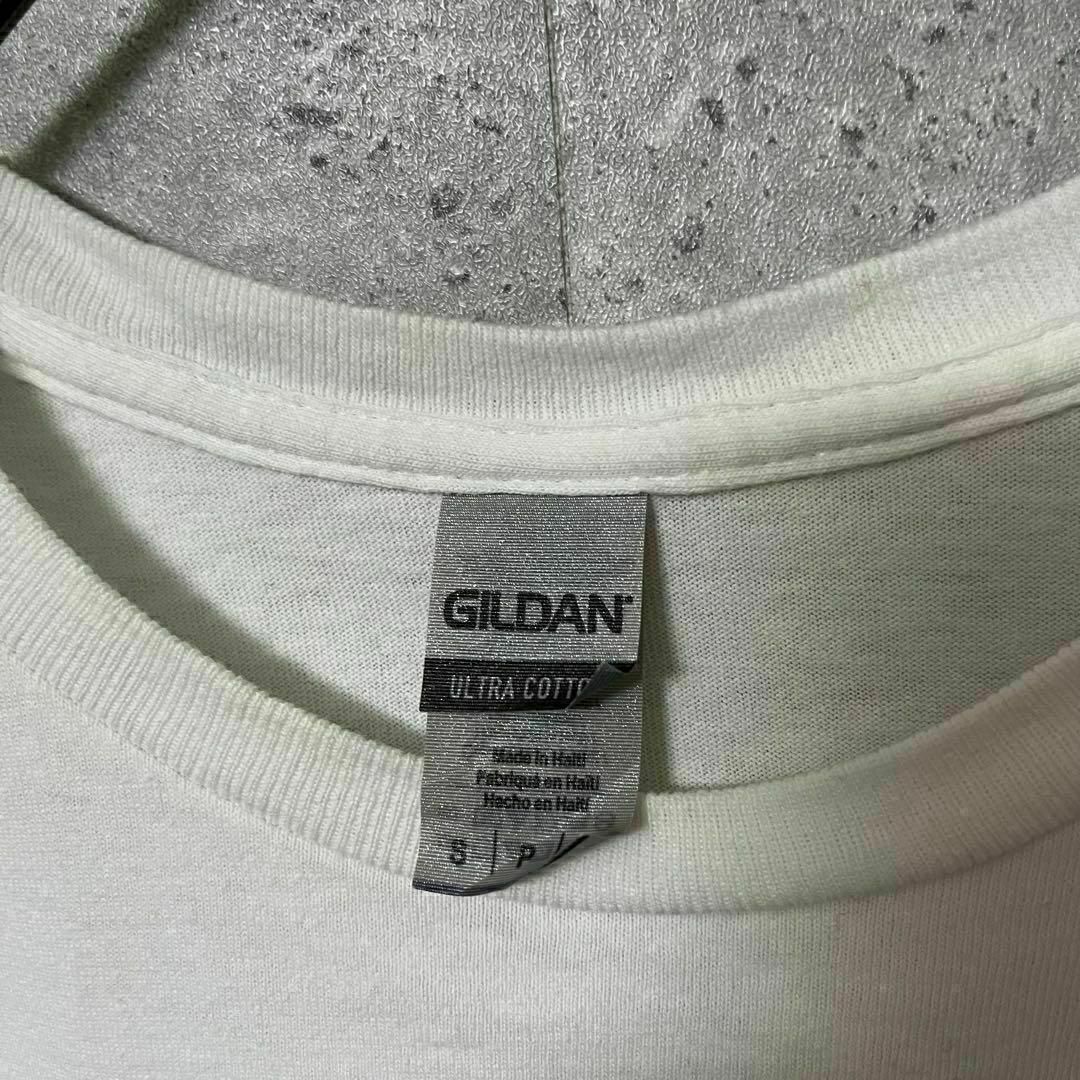 GILDAN
ULTRA COTTO
Made in Haiti
Fabriqué en Haïti
Hecho en Haití
S | P